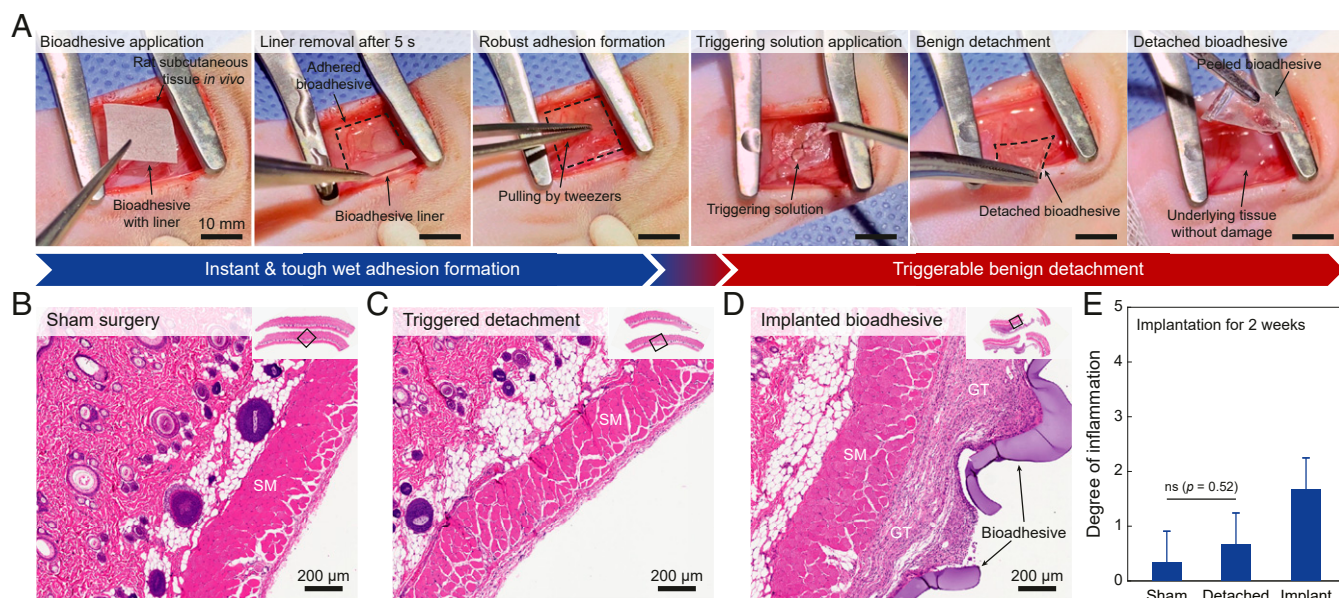 A
Bioadhesive application
Rat subcutaneous
tissue in vivo
Bioadhesive
with liner
10 mm
Liner removal after 5 s
Adhered
bioadhesive
Bioadhesive liner
Robust adhesion formation
Pulling by tweezers
Triggering solution application
Triggering solution
Benign detachment
Detached bioadhesive
Detached bioadhesive
Peeled bioadhesive
Underlying tissue
without damage
Instant & tough wet adhesion formation
Triggerable benign detachment
B
Sham surgery
SM
200 μm
C
Triggered detachment
SM
200 μm
D
Implanted bioadhesive
GT
SM
GT
Bioadhesive
200 μm
E
Implantation for 2 weeks
Degree of inflammation
5
4
3
2
1
0
ns (p = 0.52)
Sham Detached Implant